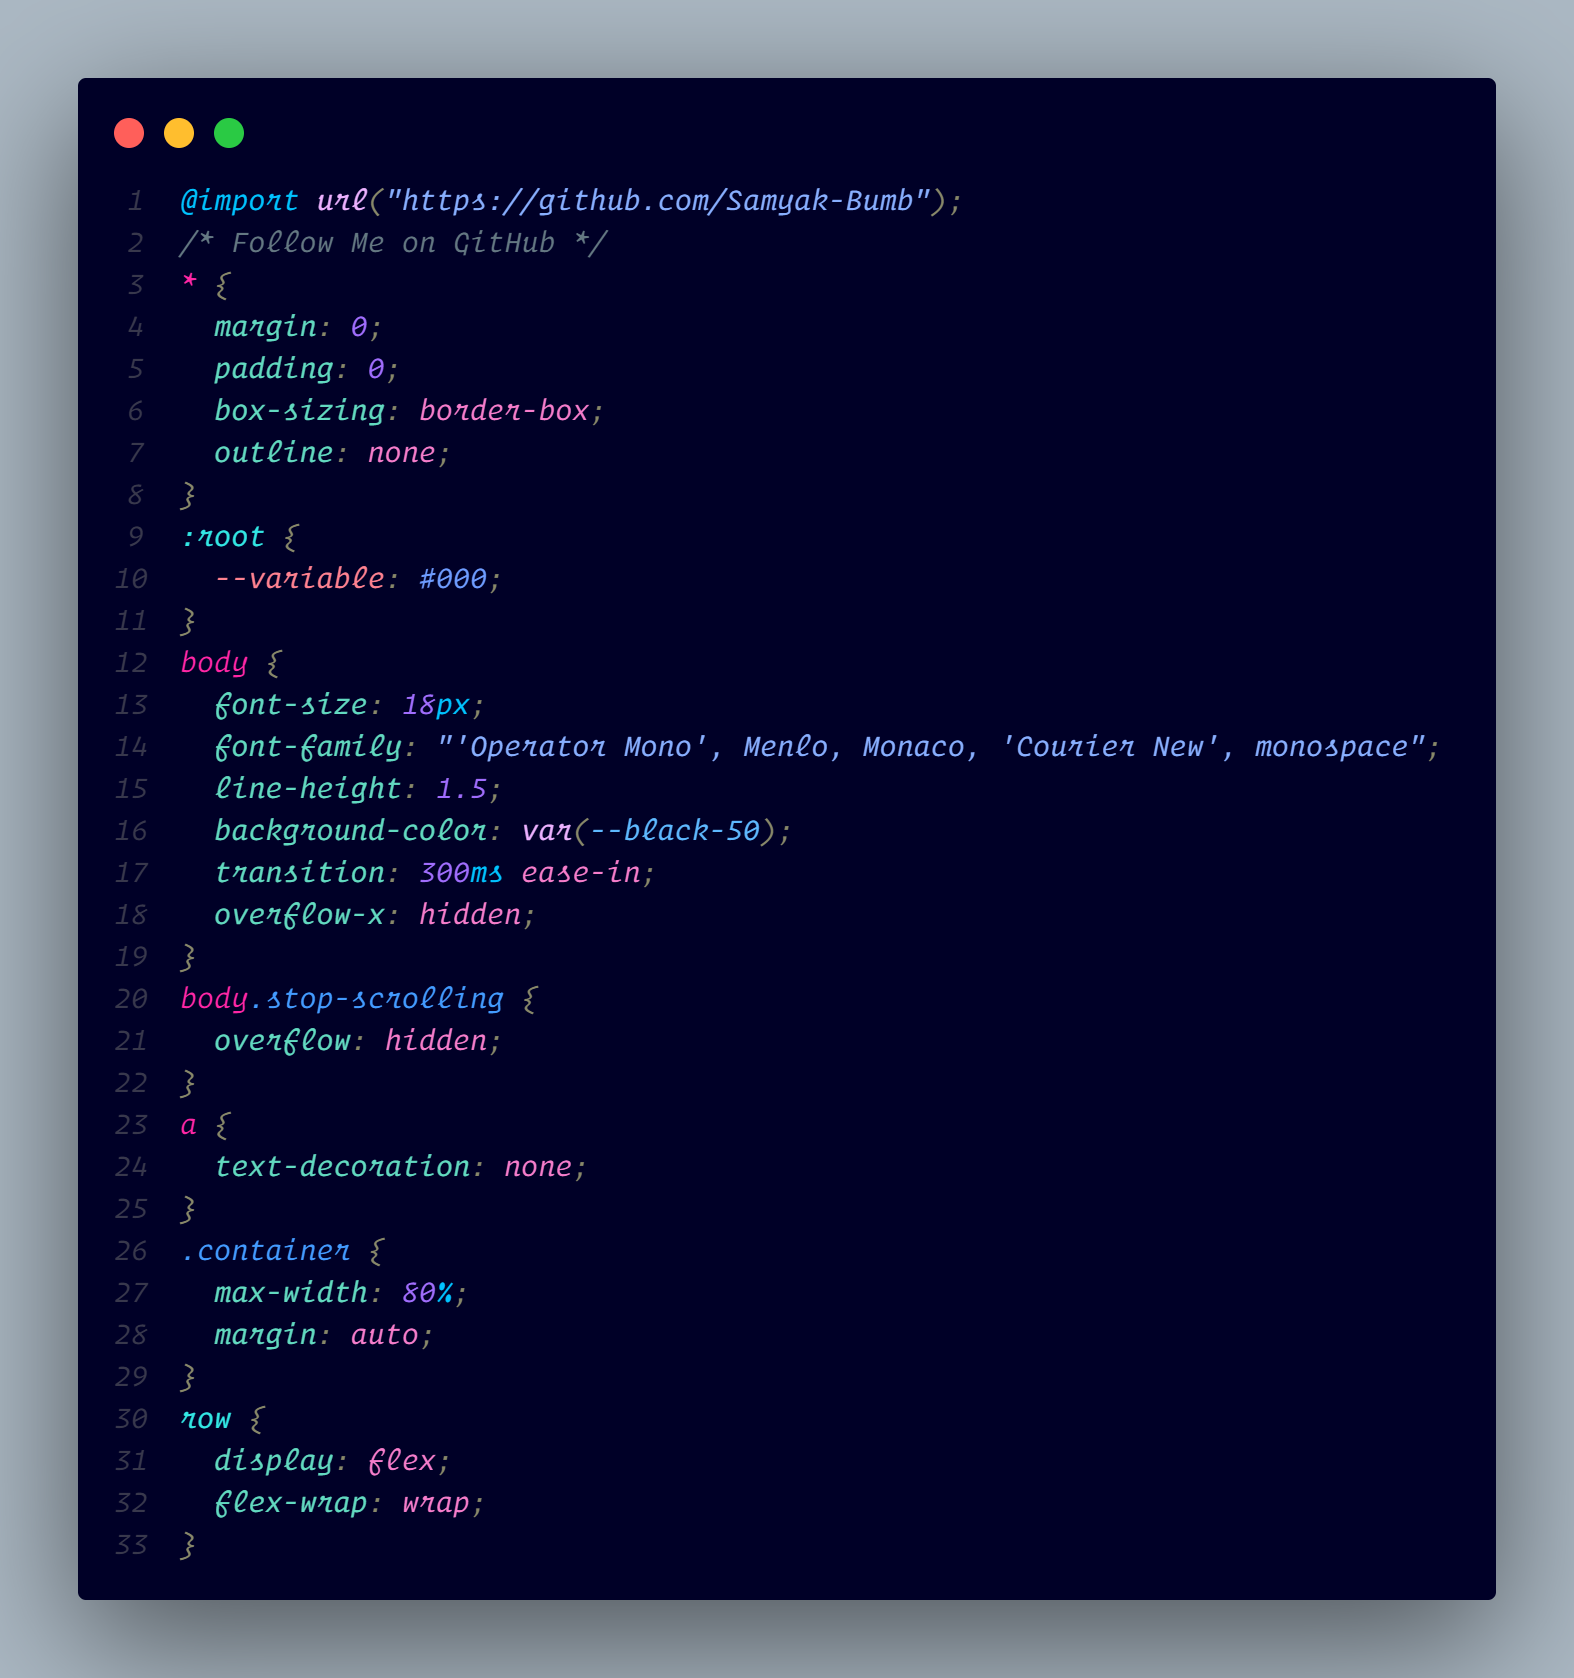 1 @import url("https://github.com/Samyak-Bumb");
2 /* Follow Me on GitHub */
3 * {
4   margin: 0;
5   padding: 0;
6   box-sizing: border-box;
7   outline: none;
8 }
9 :root {
10   --variable: #000;
11 }
12 body {
13   font-size: 18px;
14   font-family: "'Operator Mono', Menlo, Monaco, 'Courier New', monospace";
15   line-height: 1.5;
16   background-color: var(--black-50);
17   transition: 300ms ease-in;
18   overflow-x: hidden;
19 }
20 body.stop-scrolling {
21   overflow: hidden;
22 }
23 a {
24   text-decoration: none;
25 }
26 .container {
27   max-width: 80%;
28   margin: auto;
29 }
30 row {
31   display: flex;
32   flex-wrap: wrap;
33 }